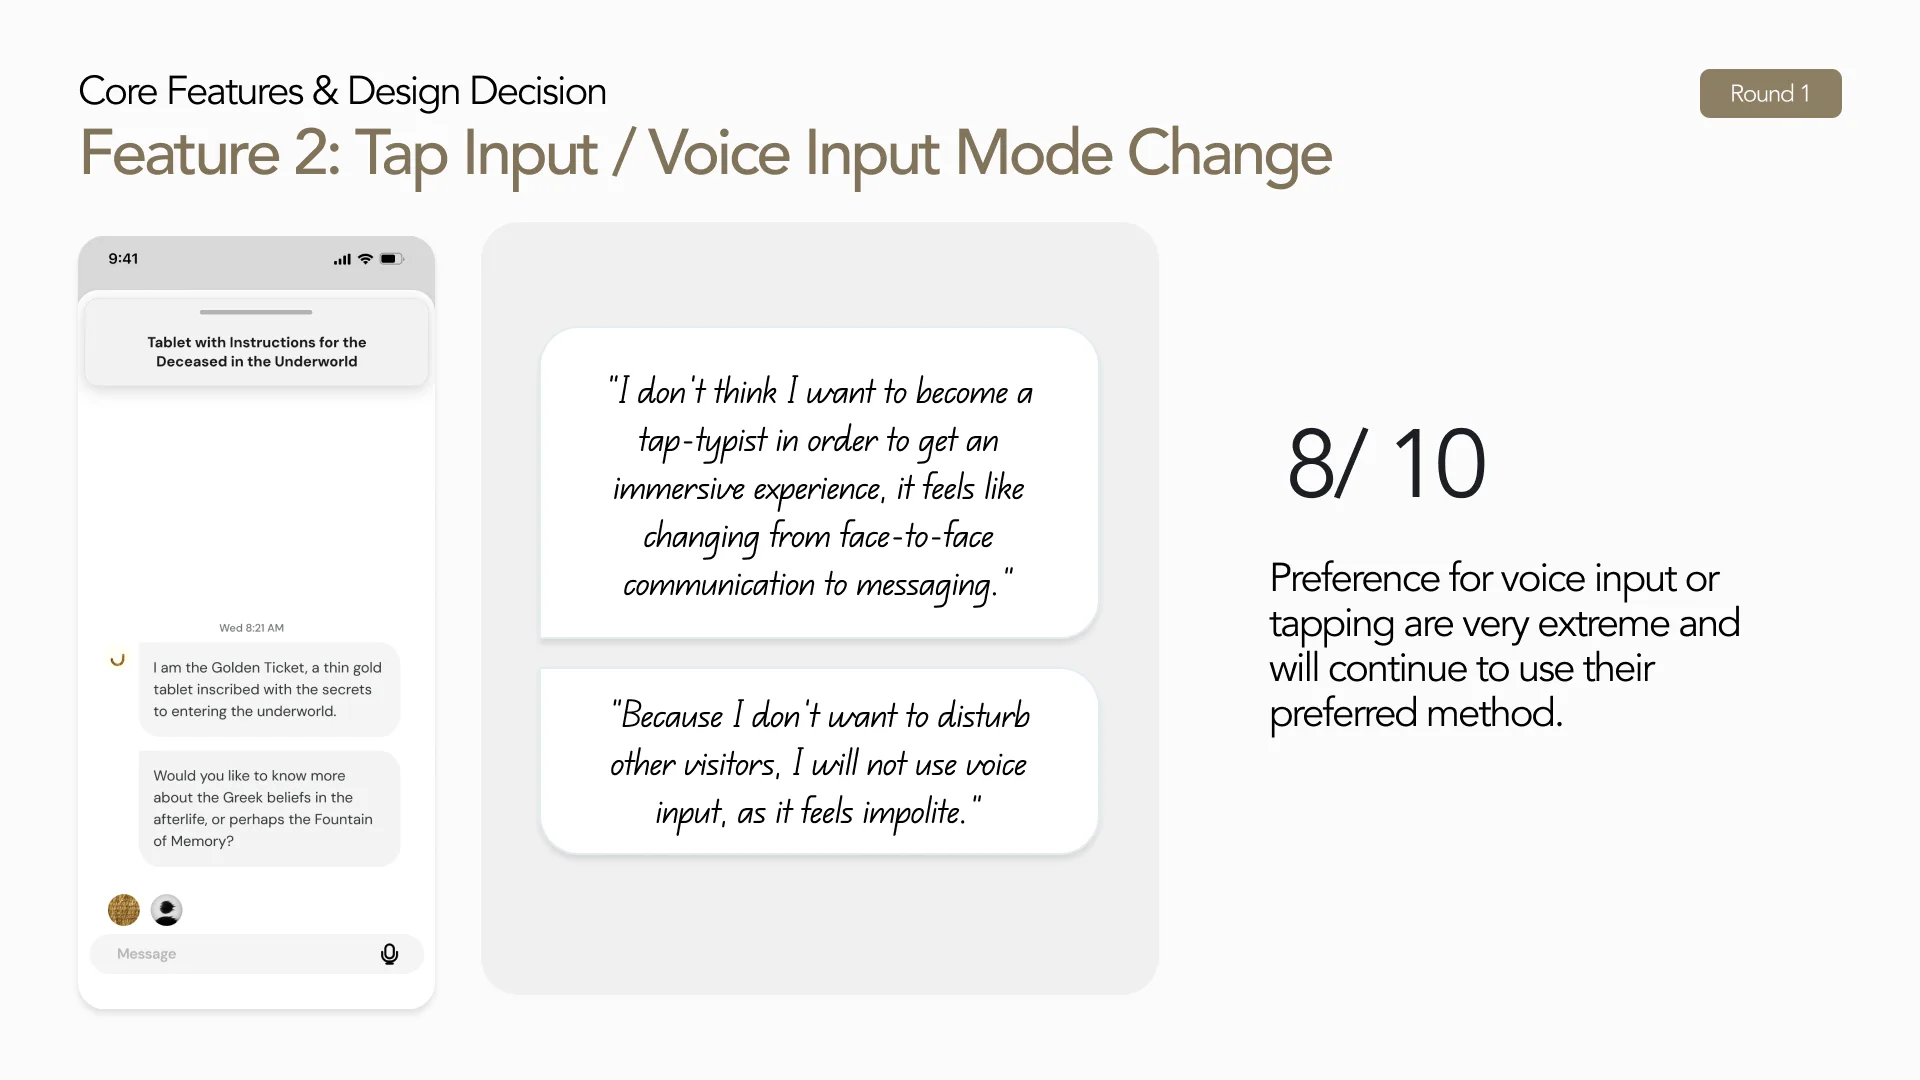 Core Features & Design Decision
Round 1
Feature 2: Tap Input / Voice Input Mode Change
9:41
Tablet with Instructions for the
Deceased in the Underworld
Wed 8:21 AM
I am the Golden Ticket, a thin gold
tablet inscribed with the secrets
to entering the underworld.
Would you like to know more
about the Greek beliefs in the
afterlife, or perhaps the Fountain
of Memory?
Message
"I don't think I want to become a
tap-typist in order to get an
immersive experience, it feels like
changing from face-to-face
communication to messaging."
"Because I don't want to disturb
other visitors, I will not use voice
input, as it feels impolite."
8/ 10
Preference for voice input or
tapping are very extreme and
will continue to use their
preferred method.